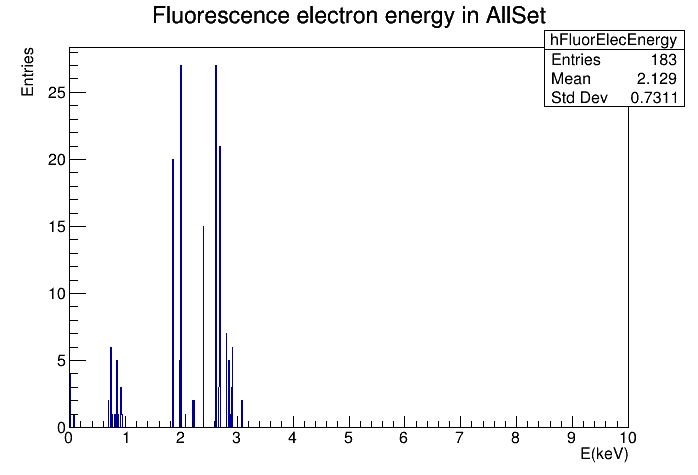 Fluorescence electron energy in AllSet
hFluorElecEnergy
Entries 183
Mean 2.129
Std Dev 0.7311
Entries
25
20
15
10
5
0
0 1 2 3 4 5 6 7 8 9 10
E(keV)